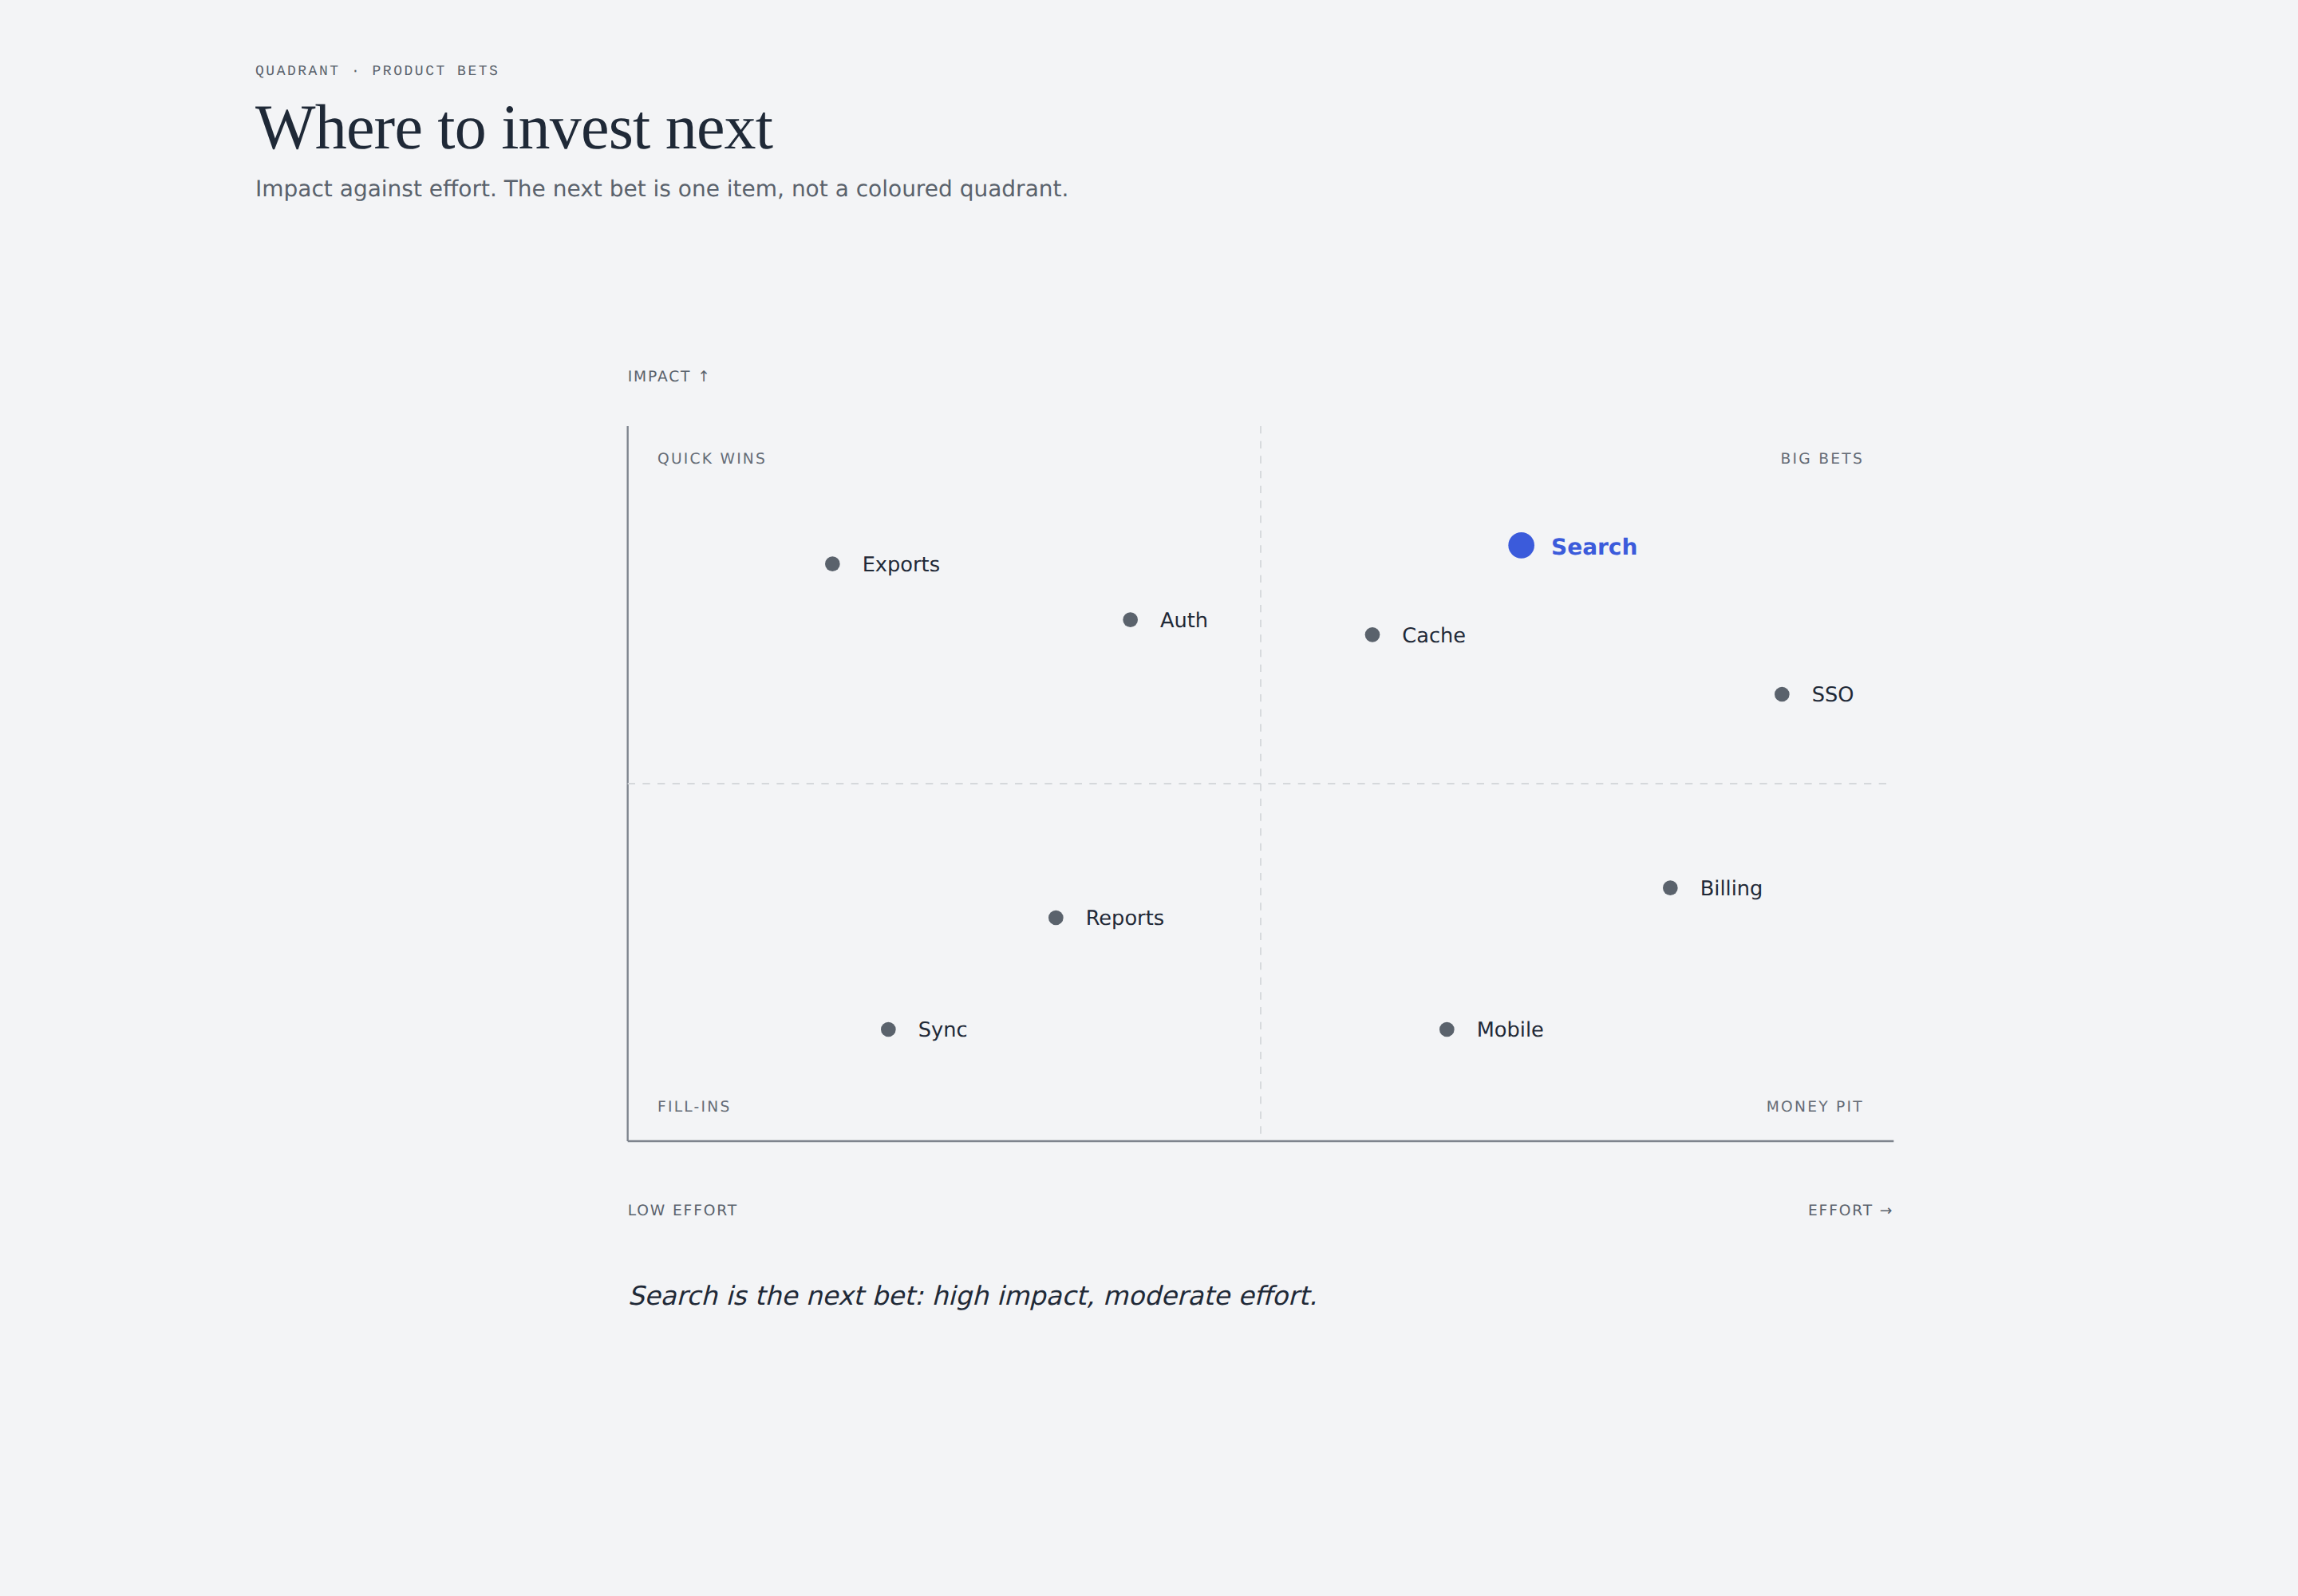 QUADRANT · PRODUCT BETS
Where to invest next
Impact against effort. The next bet is one item, not a coloured quadrant.
IMPACT ↑
QUICK WINS
BIG BETS
Search
Exports
Auth
Cache
SSO
Billing
Reports
Sync
Mobile
FILL-INS
MONEY PIT
LOW EFFORT
EFFORT →
Search is the next bet: high impact, moderate effort.